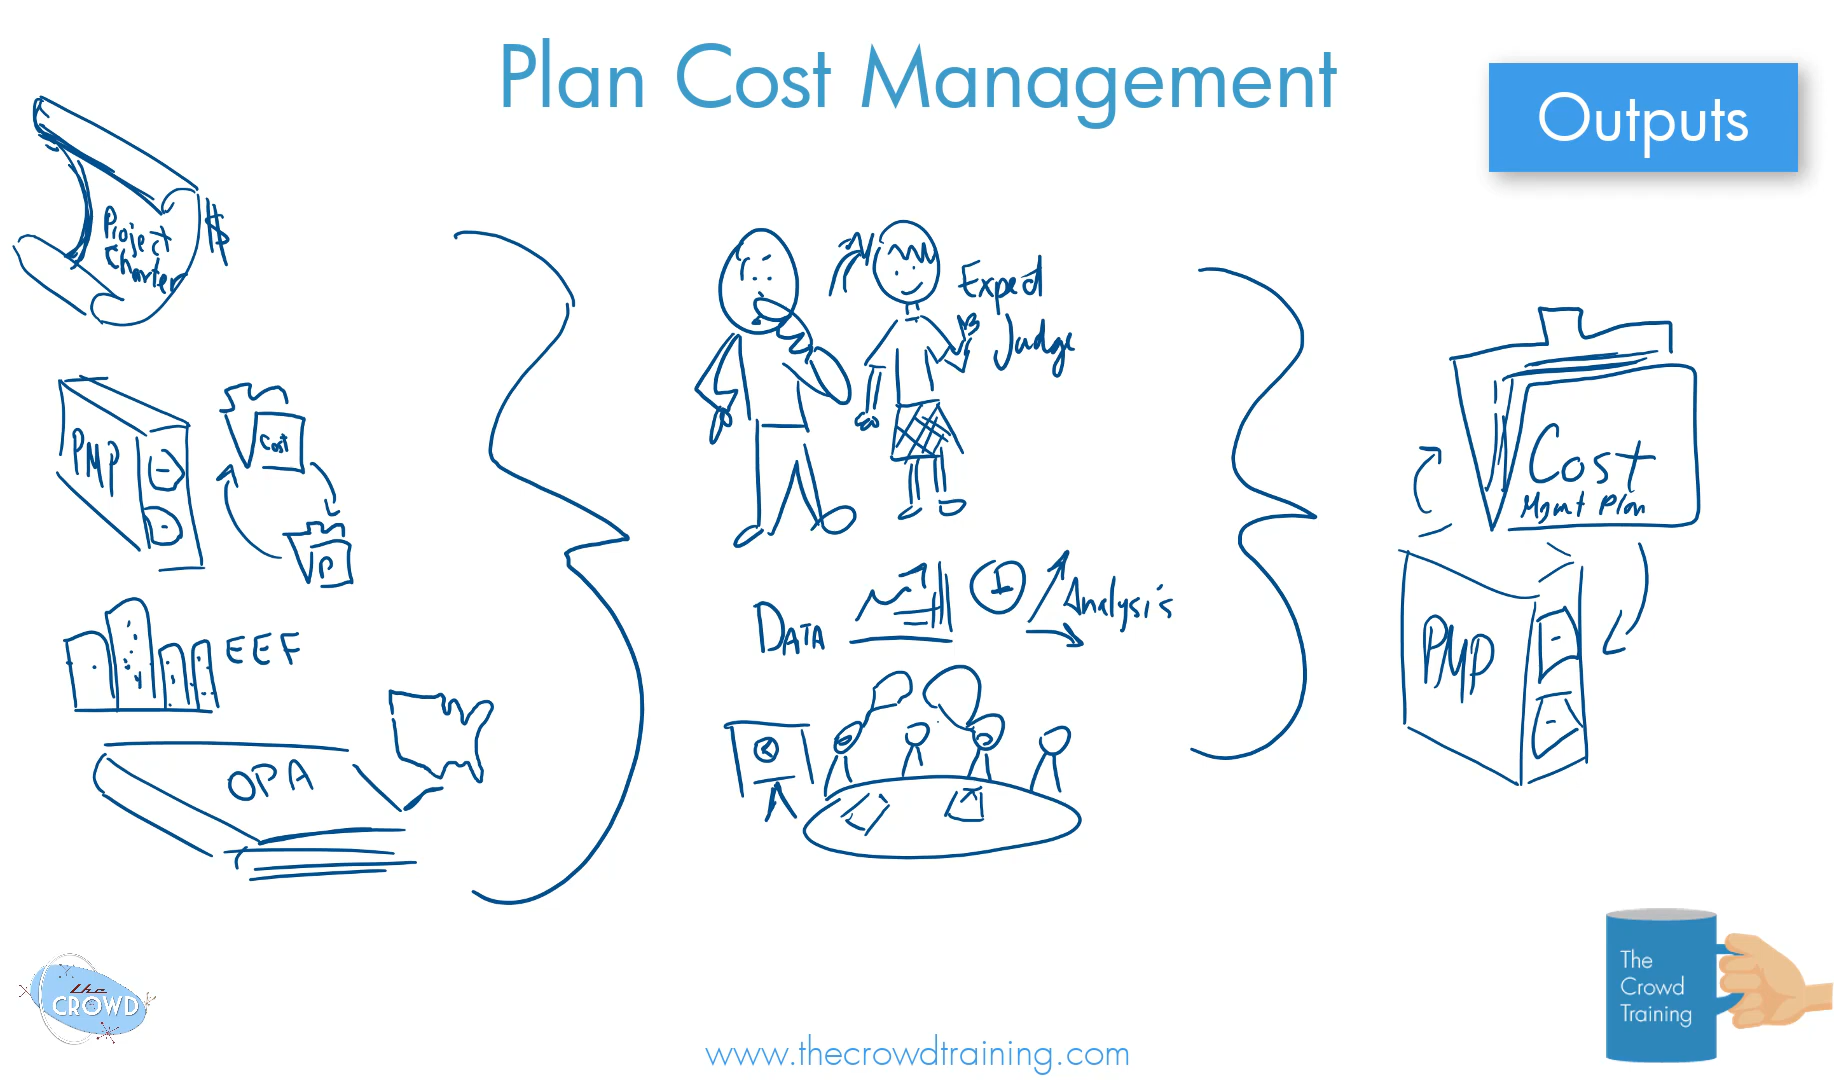 Plan Cost Management
Outputs
Project
Charter
$
PMP
Cost
P
EEF
OPA
Expert
Judge
DATA
I
Analysis
Cost
Mgmt Plan
PMP
the
CROWD
The
Crowd
Training
www.thecrowdtraining.com